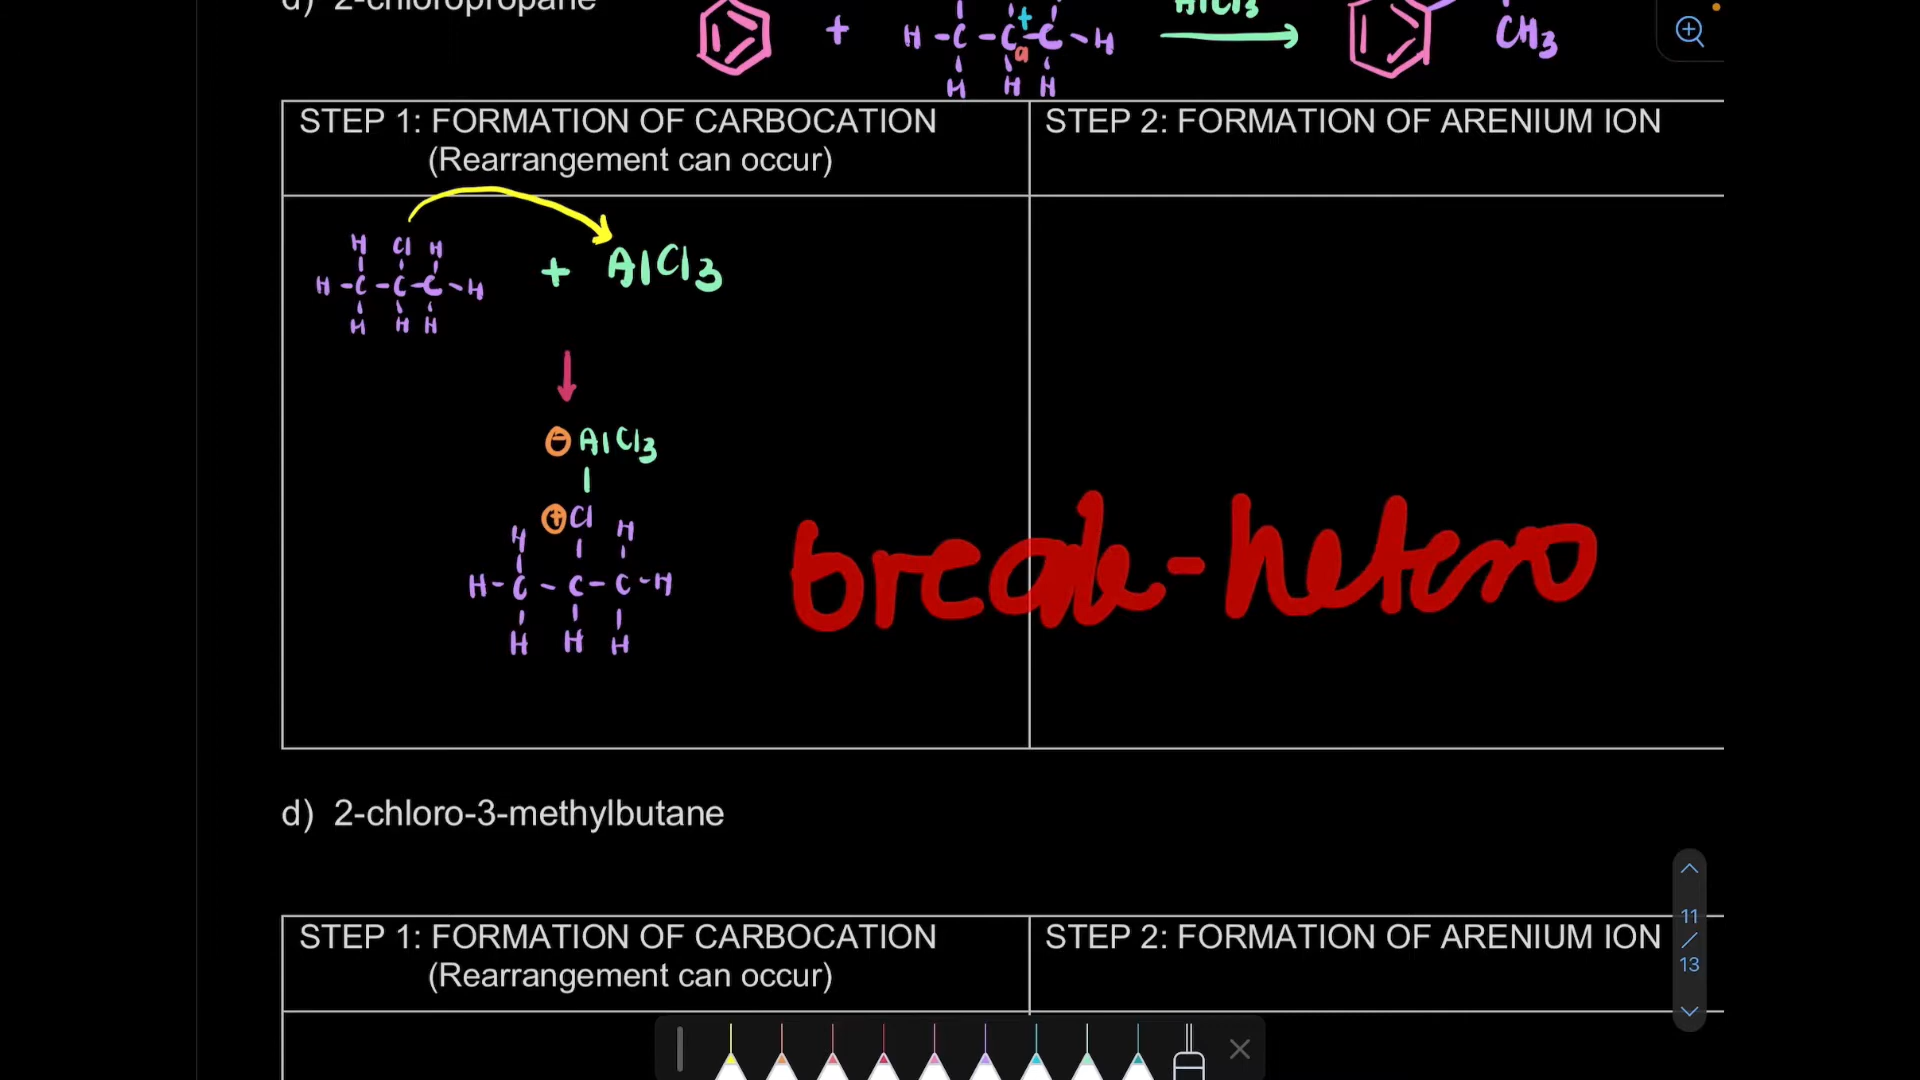 d) 2-chloropropane
AlCl3
+ H - C - C - C - H
+
a
CH3
H H H
STEP 1: FORMATION OF CARBOCATION
(Rearrangement can occur)
STEP 2: FORMATION OF ARENIUM ION
H Cl H
H - C - C - C - H + AlCl3
H H H
⊖ AlCl3
⊕ Cl
H H
H - C - C - C - H
H H H
break-hetero
d) 2-chloro-3-methylbutane
STEP 1: FORMATION OF CARBOCATION
(Rearrangement can occur)
STEP 2: FORMATION OF ARENIUM ION
11
/
13